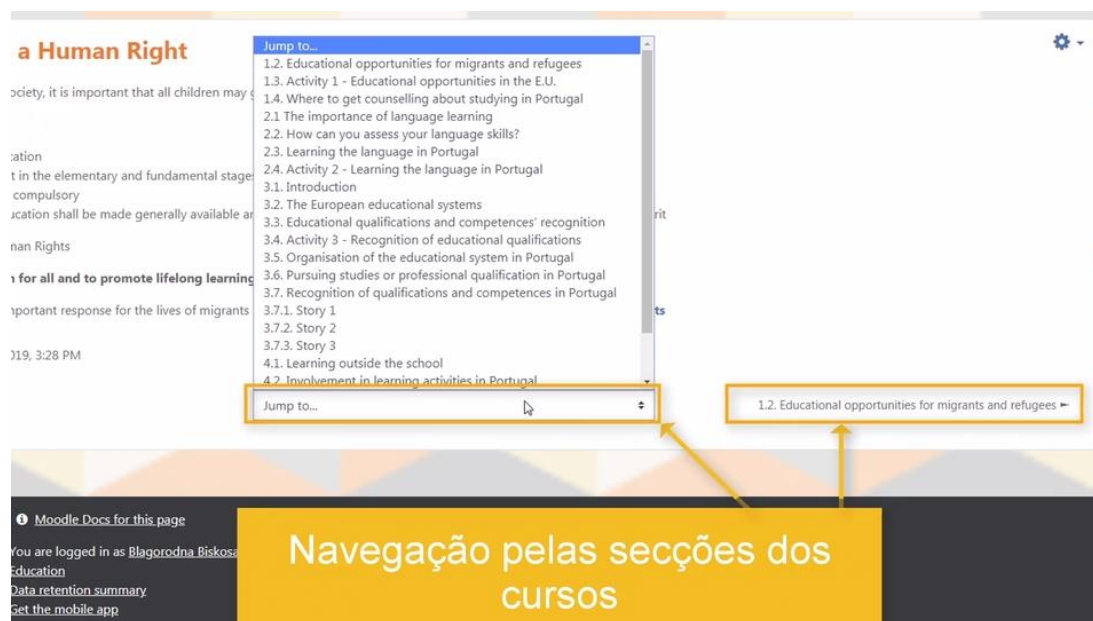 a Human Right
ociety, it is important that all children may
cation
t in the elementary and fundamental stage
compulsory
ucation shall be made generally available
rit
man Rights
n for all and to promote lifelong learning
mportant response for the lives of migrants
ts
019, 3:28 PM
Jump to...
1.2. Educational opportunities for migrants and refugees
1.3. Activity 1 - Educational opportunities in the E.U.
1.4. Where to get counselling about studying in Portugal
2.1 The importance of language learning
2.2. How can you assess your language skills?
2.3. Learning the language in Portugal
2.4. Activity 2 - Learning the language in Portugal
3.1. Introduction
3.2. The European educational systems
3.3. Educational qualifications and competences' recognition
3.4. Activity 3 - Recognition of educational qualifications
3.5. Organisation of the educational system in Portugal
3.6. Pursuing studies or professional qualification in Portugal
3.7. Recognition of qualifications and competences in Portugal
3.7.1. Story 1
3.7.2. Story 2
3.7.3. Story 3
4.1. Learning outside the school
4.2. Involvement in learning activities in Portugal
Jump to...
1.2. Educational opportunities for migrants and refugees
Moodle Docs for this page
You are logged in as Blagorodna Biskosa
Education
Data retention summary
Get the mobile app
Navegação pelas secções dos
cursos